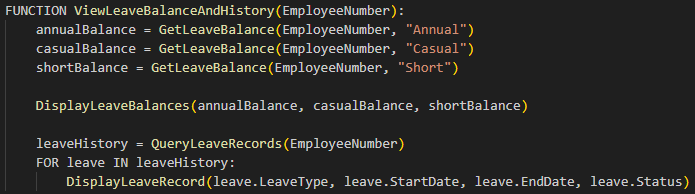 FUNCTION ViewLeaveBalanceAndHistory(EmployeeNumber):
    annualBalance = GetLeaveBalance(EmployeeNumber, "Annual")
    casualBalance = GetLeaveBalance(EmployeeNumber, "Casual")
    shortBalance = GetLeaveBalance(EmployeeNumber, "Short")

    DisplayLeaveBalances(annualBalance, casualBalance, shortBalance)

    leaveHistory = QueryLeaveRecords(EmployeeNumber)
    FOR leave IN leaveHistory:
        DisplayLeaveRecord(leave.LeaveType, leave.StartDate, leave.EndDate, leave.Status)